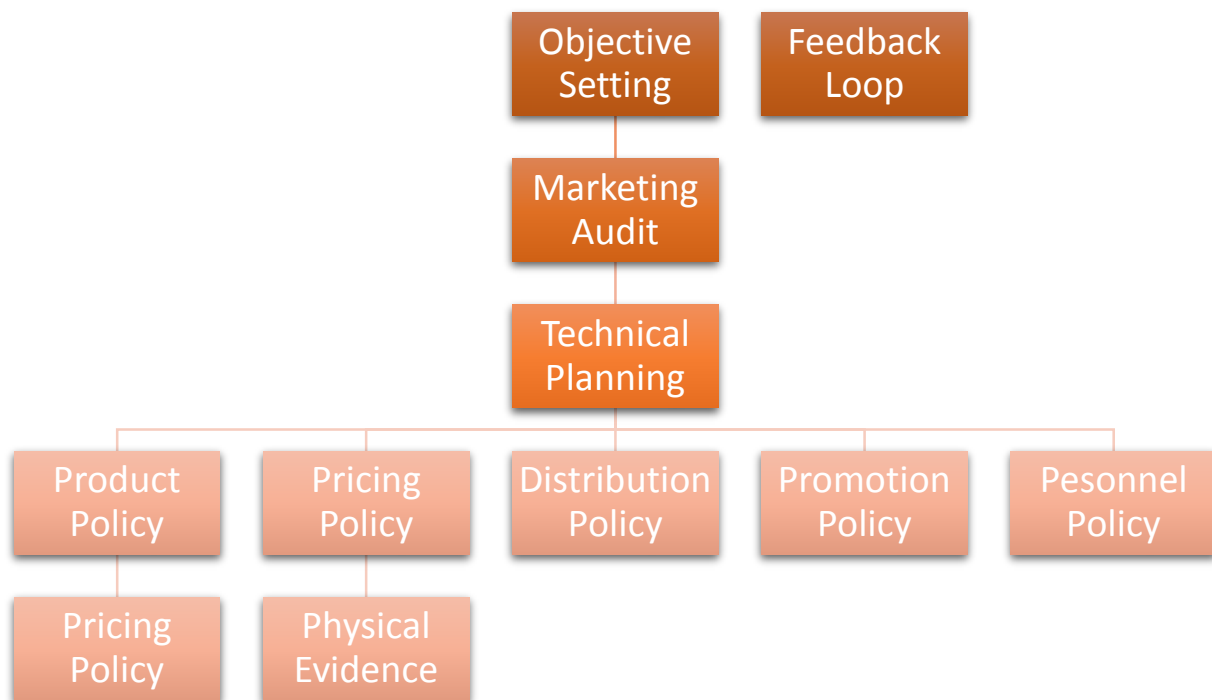 Objective
Setting
Feedback
Loop
Marketing
Audit
Technical
Planning
Product
Policy
Pricing
Policy
Distribution
Policy
Promotion
Policy
Pesonnel
Policy
Pricing
Policy
Physical
Evidence